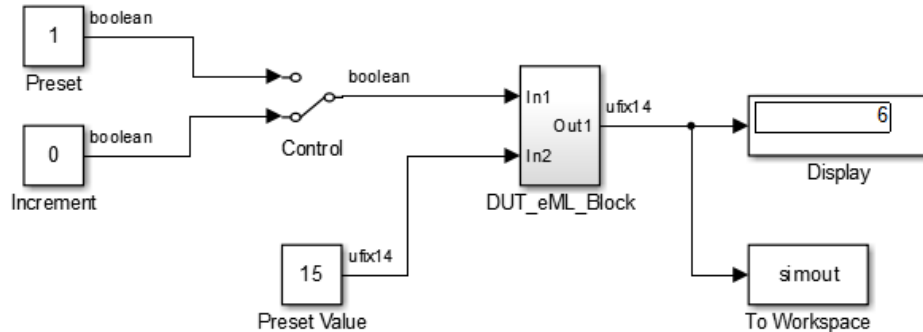 boolean
1
Preset
boolean
0
Increment
boolean
Control
In1
In2
Out1
DUT_eML_Block
ufix14
6
Display
15
ufix14
Preset Value
simout
To Workspace